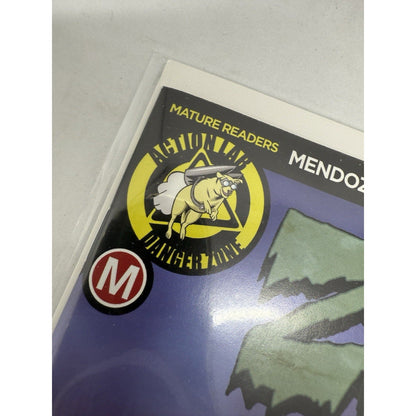 MATURE READERS
MENDOZ
ACTION LAB
DANGER ZONE
M